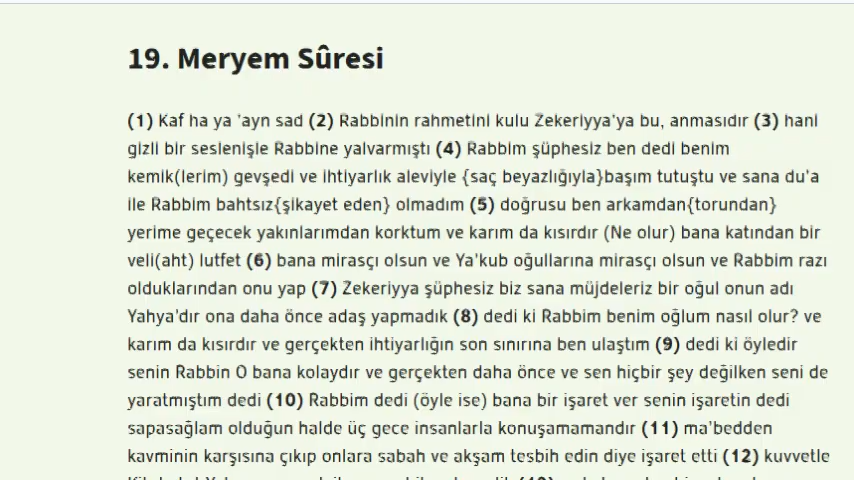 19. Meryem Sûresi
(1) Kaf ha ya 'ayn sad (2) Rabbinin rahmetini kulu Zekeriyya'ya bu, anmasıdır (3) hani
gizli bir seslenişle Rabbine yalvarmıştı (4) Rabbim şüphesiz ben dedi benim
kemik(lerim) gevşedi ve ihtiyarlık aleviyle {saç beyazlığıyla}başım tutuştu ve sana du'a
ile Rabbim bahtsız{şikayet eden} olmadım (5) doğrusu ben arkamdan{torundan}
yerime geçecek yakınlarımdan korktum ve karım da kısırdır (Ne olur) bana katından bir
veli(aht) lutfet (6) bana mirasçı olsun ve Ya'kub oğullarına mirasçı olsun ve Rabbim razı
olduklarından onu yap (7) Zekeriyya şüphesiz biz sana müjdeleriz bir oğul onun adı
Yahya'dır ona daha önce adaş yapmadık (8) dedi ki Rabbim benim oğlum nasıl olur? ve
karım da kısırdır ve gerçekten ihtiyarlığın son sınırına ben ulaştım (9) dedi ki öyledir
senin Rabbin O bana kolaydır ve gerçekten daha önce ve sen hiçbir şey değilken seni de
yaratmıştım dedi (10) Rabbim dedi (öyle ise) bana bir işaret ver senin işaretin dedi
sapasağlam olduğun halde üç gece insanlarla konuşamamandır (11) ma'bedden
kavminin karşısına çıkıp onlara sabah ve akşam tesbih edin diye işaret etti (12) kuvvetle